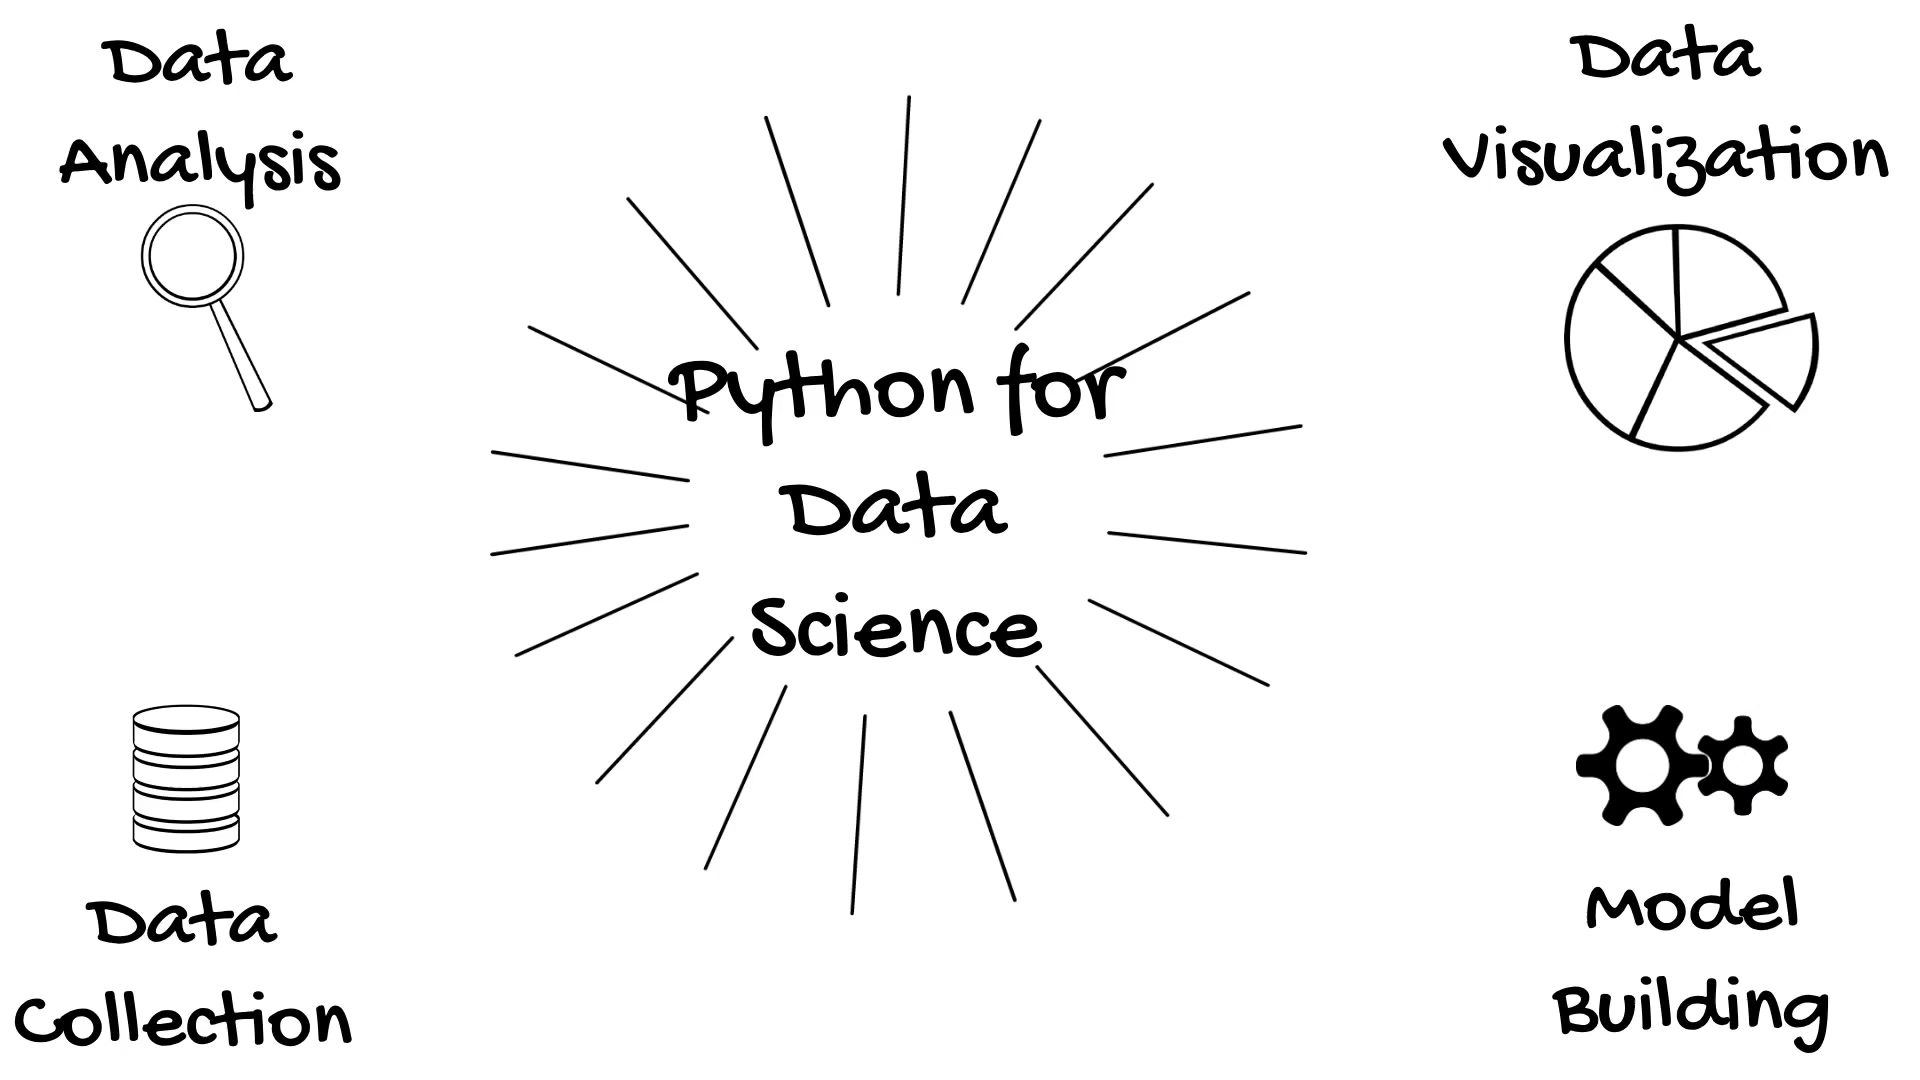 Data
Analysis
Data
Visualization
Python for
Data
Science
Data
Collection
Model
Building